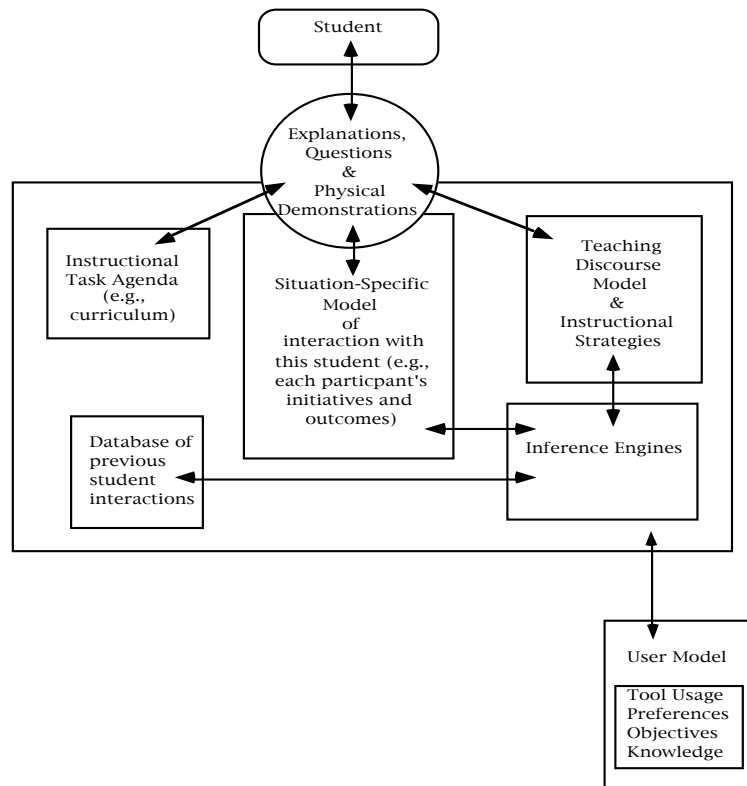 Student
Explanations,
Questions
&
Physical
Demonstrations
Instructional
Task Agenda
(e.g.,
curriculum)
Situation-Specific
Model
of
interaction with
this student (e.g.,
each particpant's
initiatives and
outcomes)
Teaching
Discourse
Model
&
Instructional
Strategies
Database of
previous
student
interactions
Inference Engines
User Model
Tool Usage
Preferences
Objectives
Knowledge